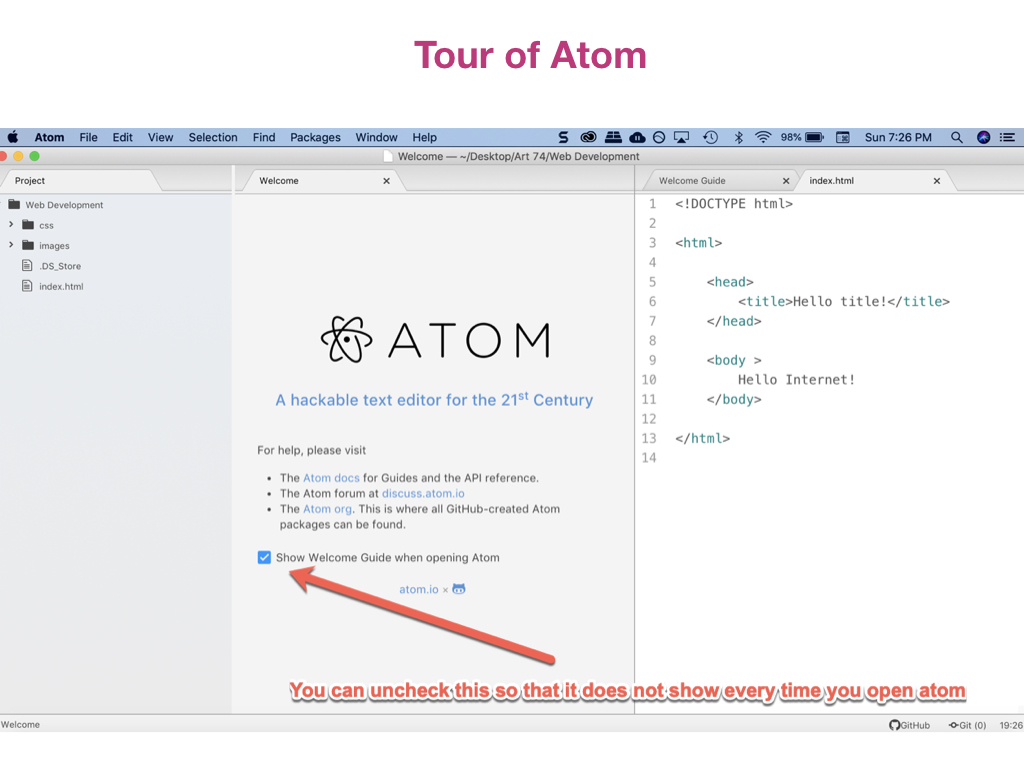 Tour of Atom
Atom File Edit View Selection Find Packages Window Help 98% Sun 7:26 PM
Welcome — ~/Desktop/Art 74/Web Development
Project
Web Development
css
images
.DS_Store
index.html
Welcome
ATOM
A hackable text editor for the 21st Century
For help, please visit
• The Atom docs for Guides and the API reference.
• The Atom forum at discuss.atom.io
• The Atom org. This is where all GitHub-created Atom
packages can be found.
Show Welcome Guide when opening Atom
atom.io ×
You can uncheck this so that it does not show every time you open atom
Welcome Guide index.html
1 <!DOCTYPE html>
2
3 <html>
4
5 <head>
6 <title>Hello title!</title>
7 </head>
8
9 <body >
10 Hello Internet!
11 </body>
12
13 </html>
14
Welcome GitHub Git (0) 19:26